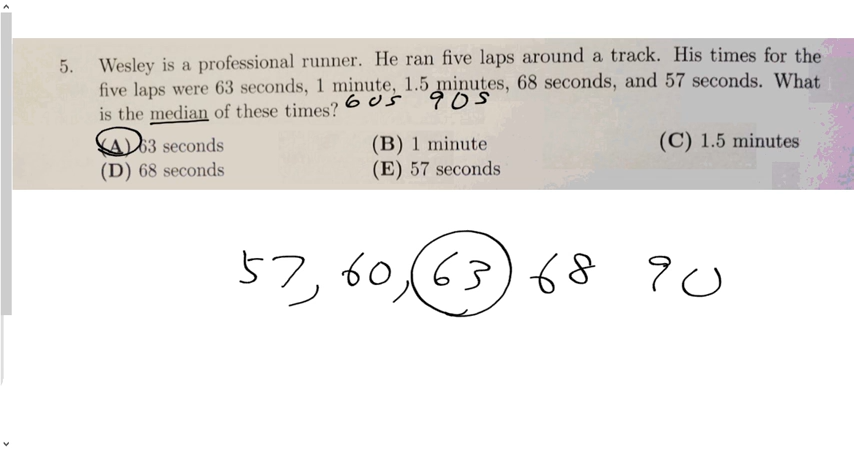 5. Wesley is a professional runner. He ran five laps around a track. His times for the
five laps were 63 seconds, 1 minute, 1.5 minutes, 68 seconds, and 57 seconds. What
is the median of these times? 60s 90s
(A) 63 seconds (B) 1 minute (C) 1.5 minutes
(D) 68 seconds (E) 57 seconds
57, 60, 63 68 90